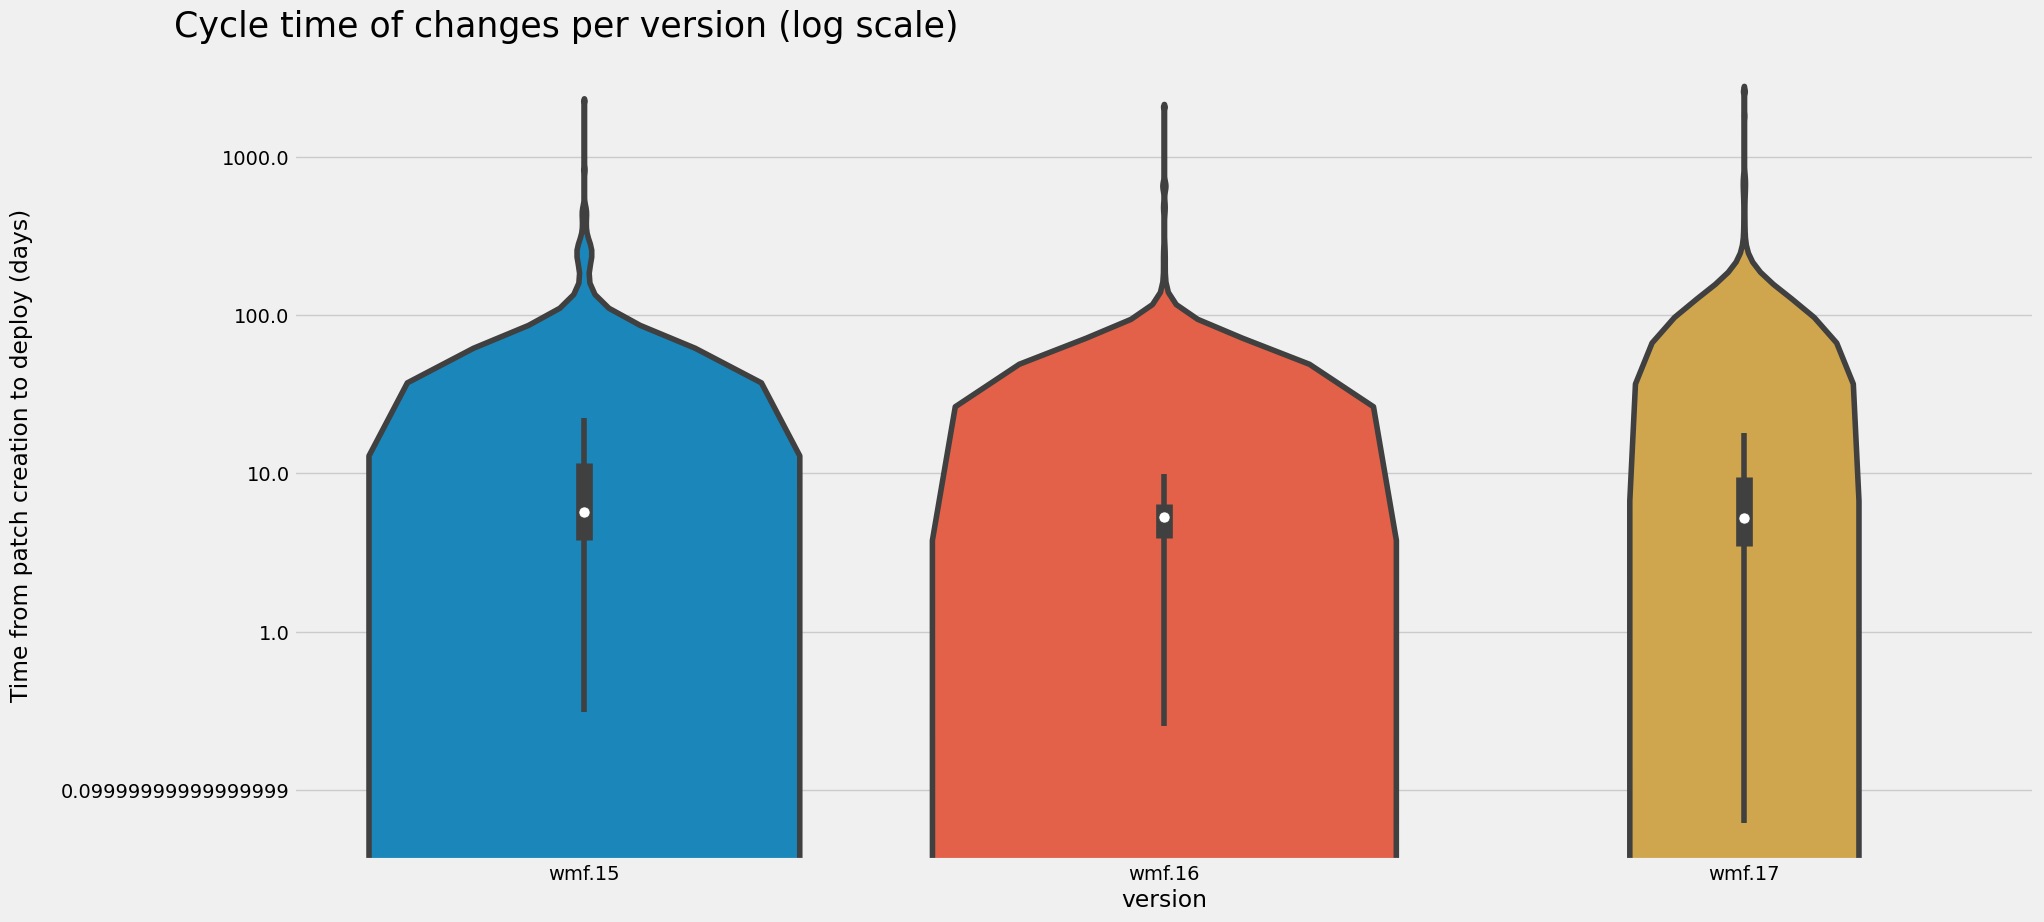 Cycle time of changes per version (log scale)
Time from patch creation to deploy (days)
1000.0
100.0
10.0
1.0
0.09999999999999999
wmf.15
wmf.16
wmf.17
version